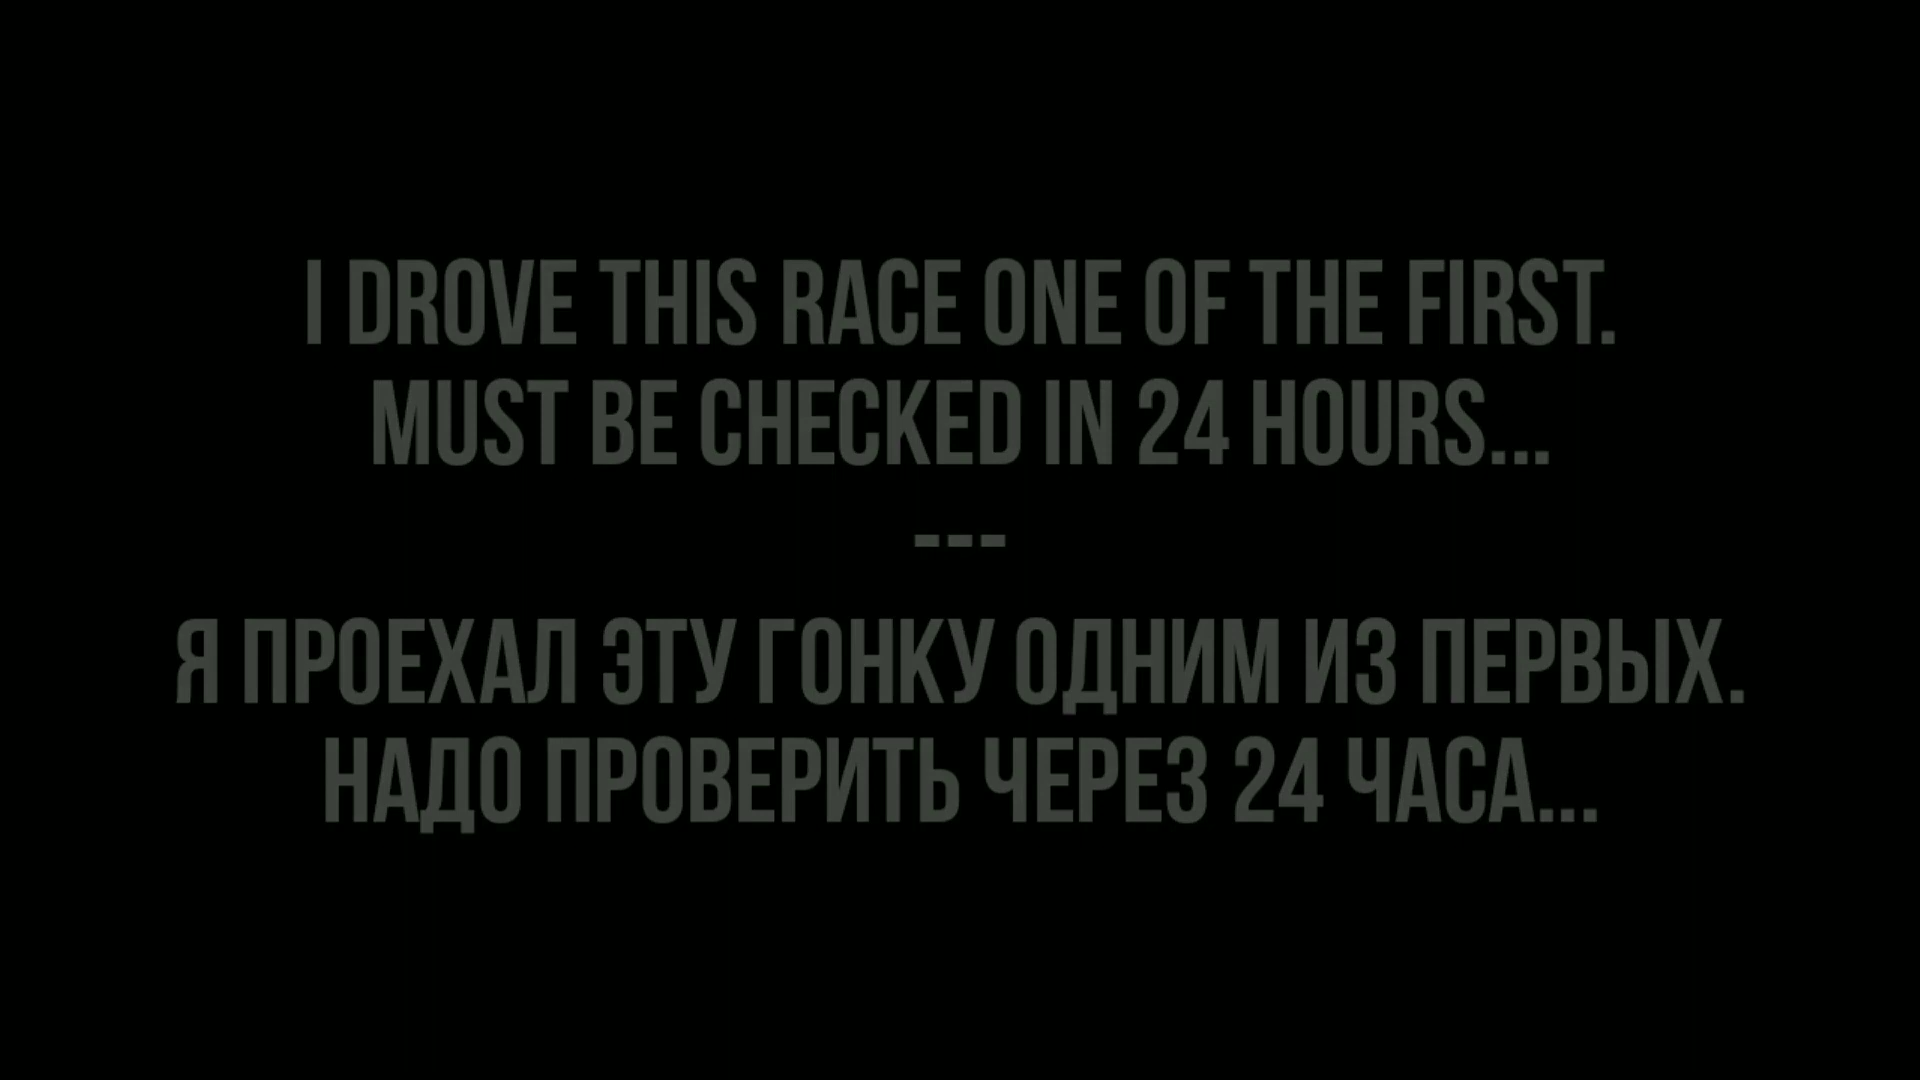 I DROVE THIS RACE ONE OF THE FIRST.
MUST BE CHECKED IN 24 HOURS...
---
Я ПРОЕХАЛ ЭТУ ГОНКУ ОДНИМ ИЗ ПЕРВЫХ.
НАДО ПРОВЕРИТЬ ЧЕРЕЗ 24 ЧАСА...